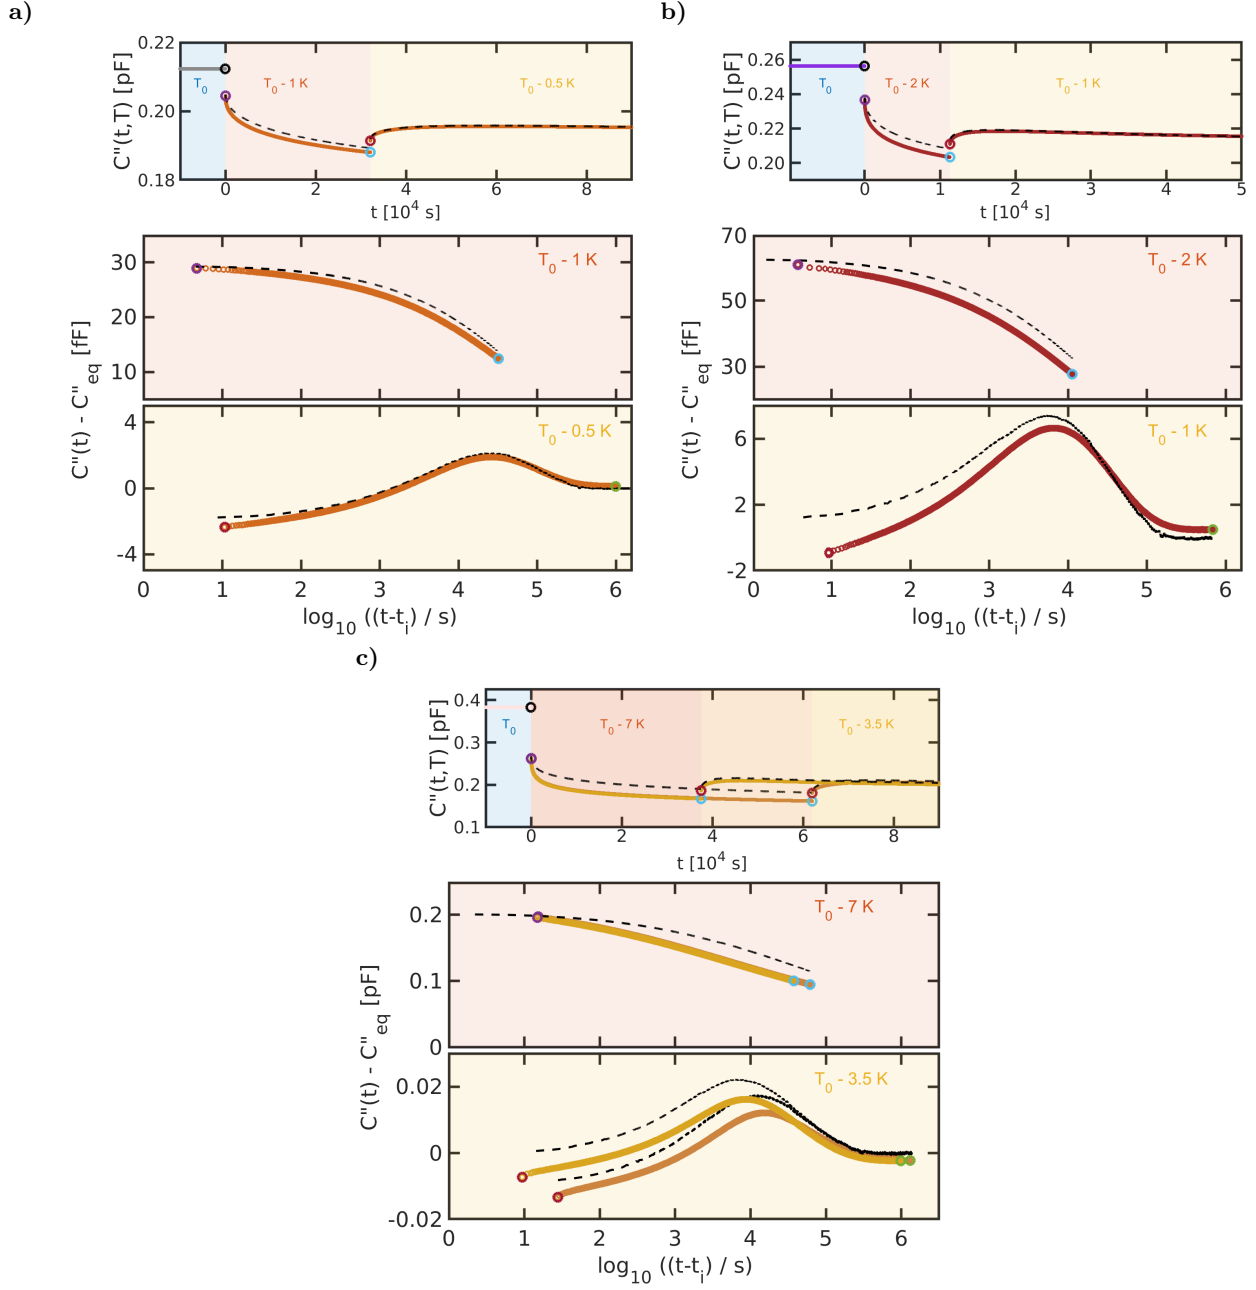 a)
C"(t,T) [pF]
0.22
0.20
0.18
T0
T0 - 1 K
T0 - 0.5 K
0 2 4 6 8
t [10^4 s]
C"(t) - C"eq [fF]
30
20
10
T0 - 1 K
4
0
-4
T0 - 0.5 K
0 1 2 3 4 5 6
log10 ((t-ti) / s)
b)
C"(t,T) [pF]
0.26
0.24
0.22
0.20
T0
T0 - 2 K
T0 - 1 K
0 1 2 3 4 5
t [10^4 s]
C"(t) - C"eq [fF]
70
50
30
T0 - 2 K
6
2
-2
T0 - 1 K
0 1 2 3 4 5 6
log10 ((t-ti) / s)
c)
C"(t,T) [pF]
0.4
0.3
0.2
0.1
T0
T0 - 7 K
T0 - 3.5 K
0 2 4 6 8
t [10^4 s]
C"(t) - C"eq [pF]
0.2
0.1
0
T0 - 7 K
0.02
0
-0.02
T0 - 3.5 K
0 1 2 3 4 5 6
log10 ((t-ti) / s)